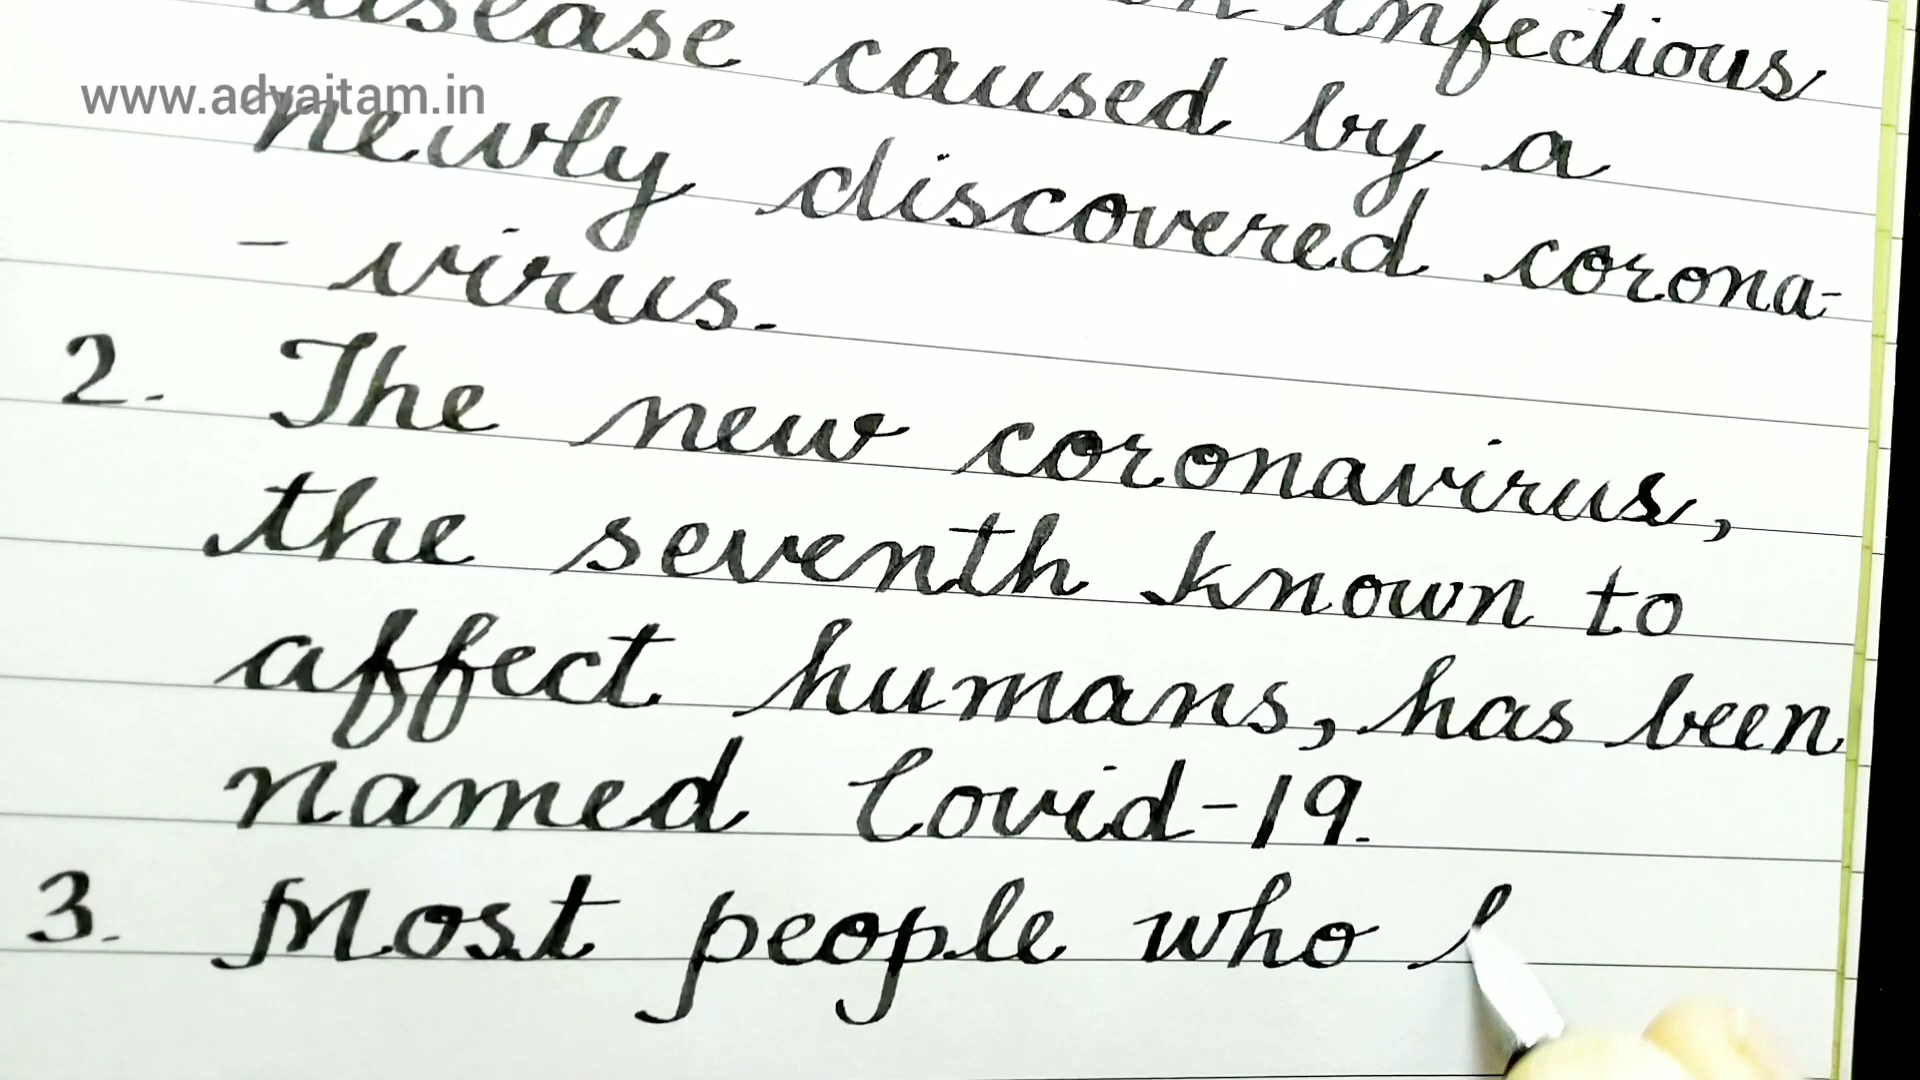 disease infectious
www.advaitam.in
caused by a
newly discovered corona-
- virus.
2. The new coronavirus,
the seventh known to
affect humans, has been
named Covid-19.
3. Most people who